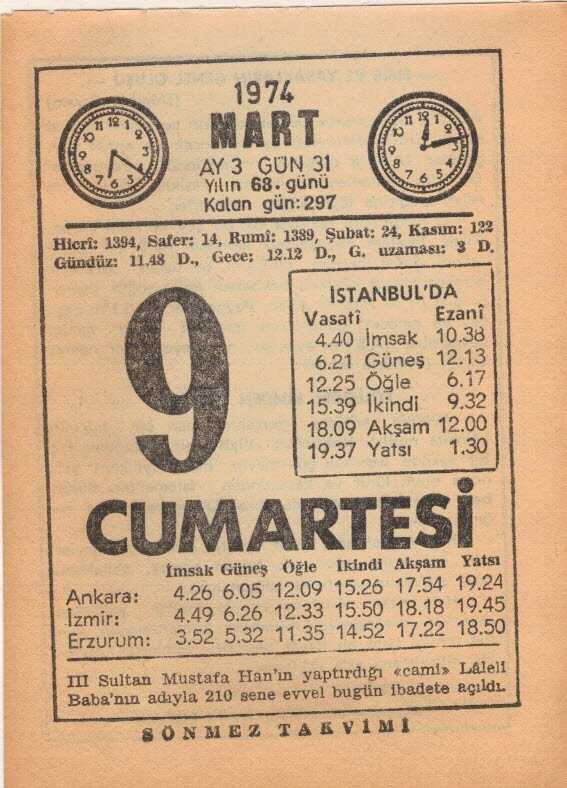 1974
MART
AY 3 GÜN 31
Yılın 68. günü
Kalan gün: 297
Hicrî: 1394, Safer: 14, Rumî: 1389, Şubat: 24, Kasım: 122
Gündüz: 11.48 D., Gece: 12.12 D., G. uzaması: 3 D.
9
İSTANBUL'DA
Vasatî Ezanî
4.40 İmsak 10.38
6.21 Güneş 12.13
12.25 Öğle 6.17
15.39 İkindi 9.32
18.09 Akşam 12.00
19.37 Yatsı 1.30
CUMARTESİ
İmsak Güneş Öğle İkindi Akşam Yatsı
Ankara: 4.26 6.05 12.09 15.26 17.54 19.24
İzmir: 4.49 6.26 12.33 15.50 18.18 19.45
Erzurum: 3.52 5.32 11.35 14.52 17.22 18.50
III Sultan Mustafa Han'ın yaptırdığı «cami» Lâleli
Baba'nın adıyla 210 sene evvel bugün ibadete açıldı.
SÖNMEZ TAKVİMİ